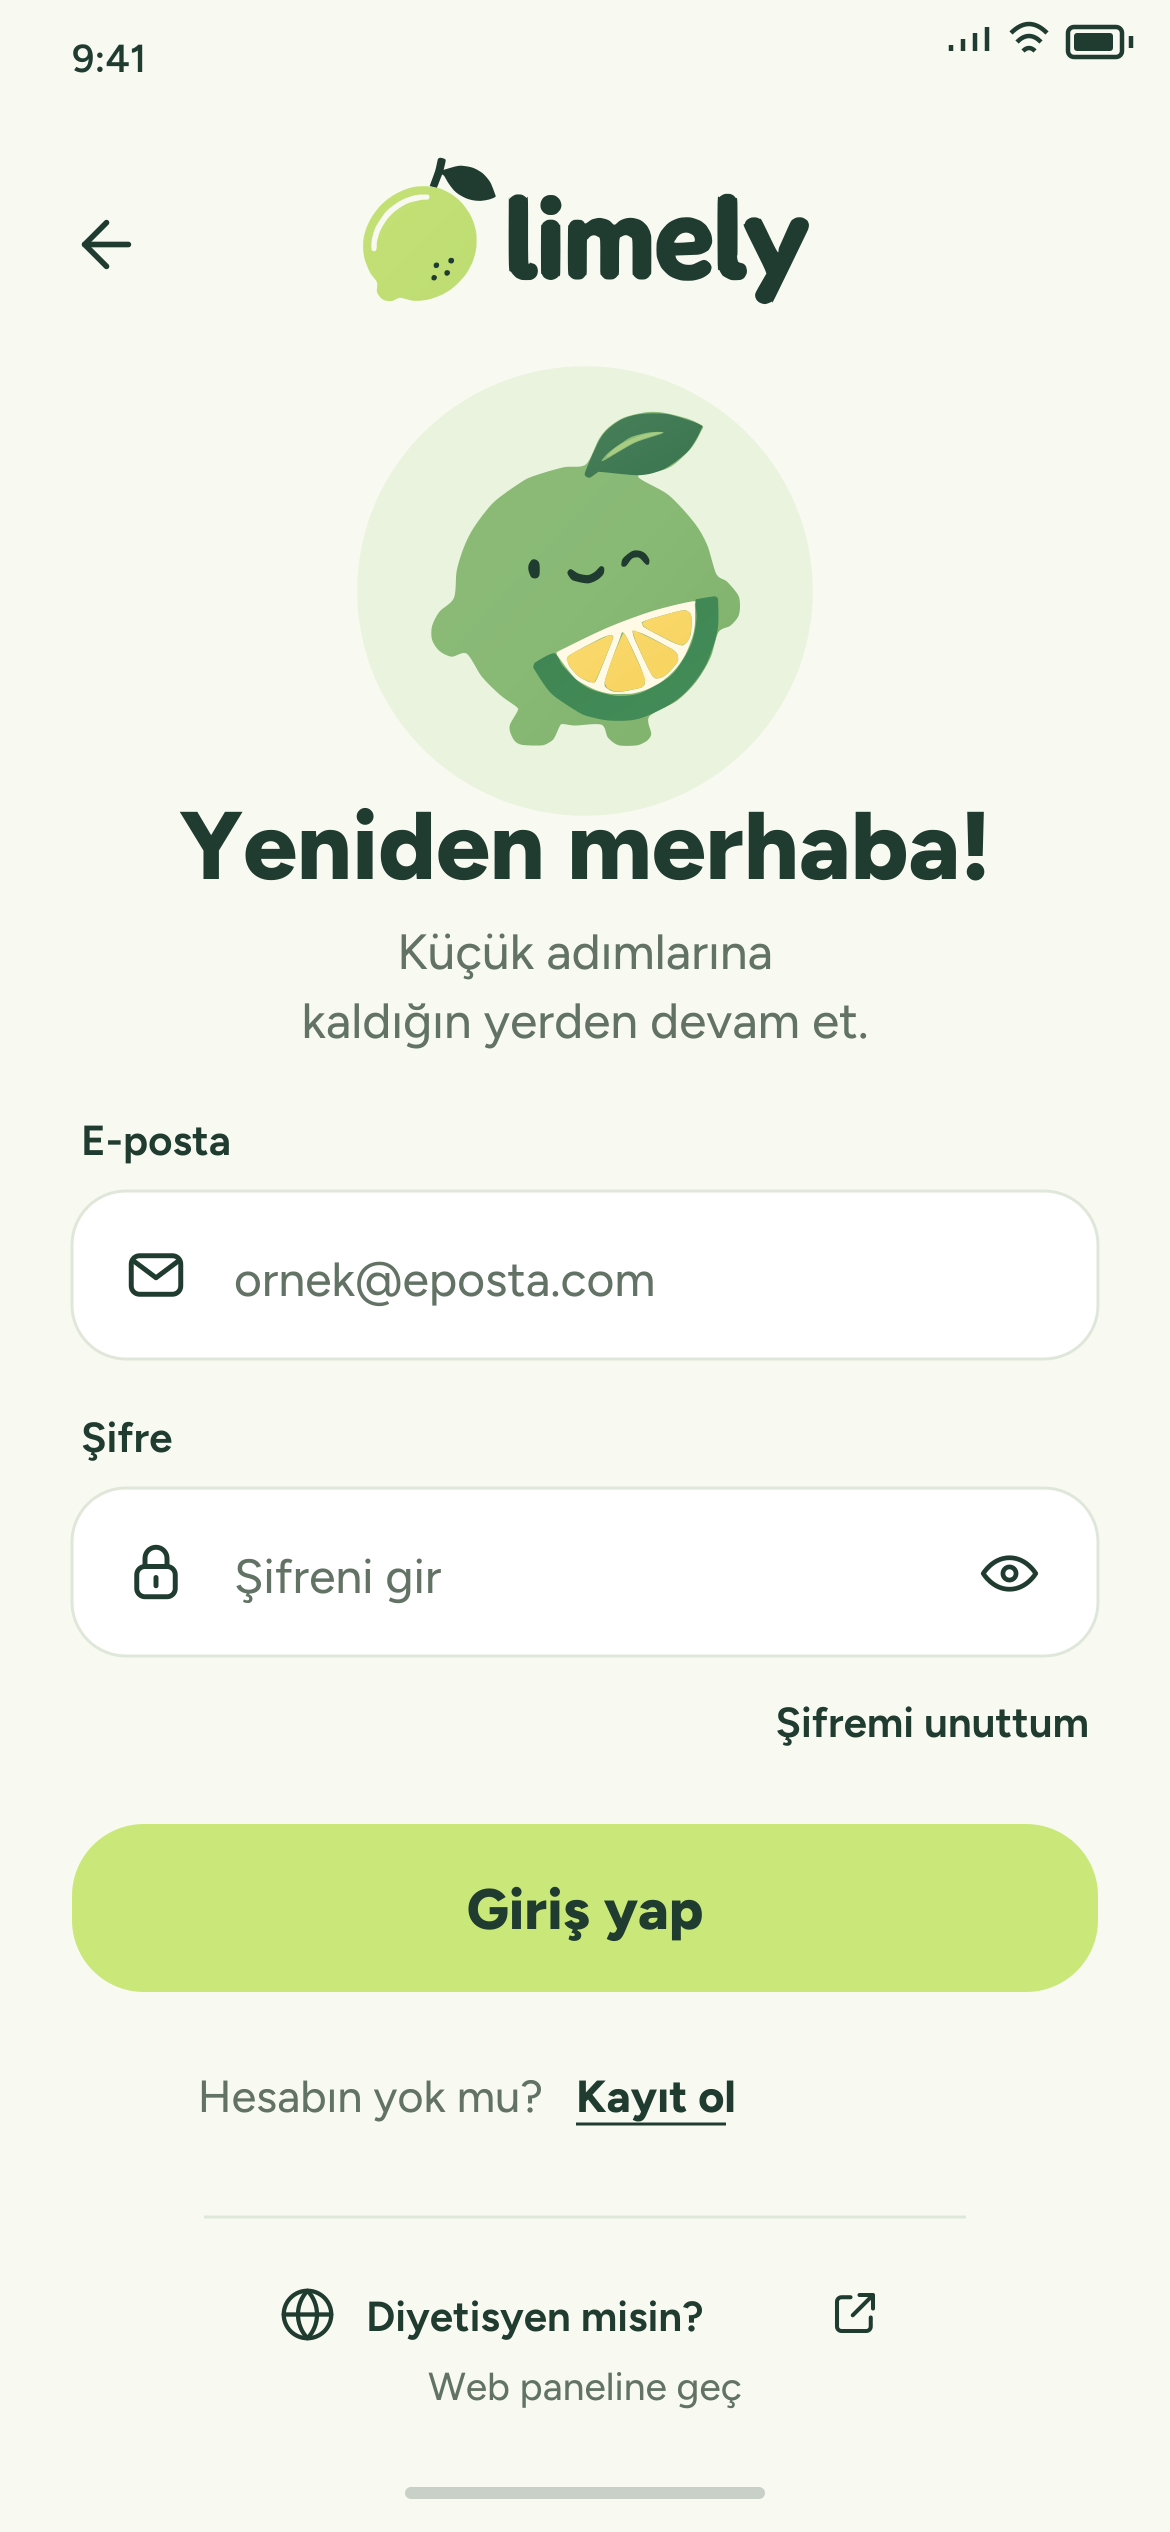 9:41
limely
Yeniden merhaba!
Küçük adımlarına
kaldığın yerden devam et.
E-posta
ornek@eposta.com
Şifre
Şifreni gir
Şifremi unuttum
Giriş yap
Hesabın yok mu? Kayıt ol
Diyetisyen misin?
Web paneline geç